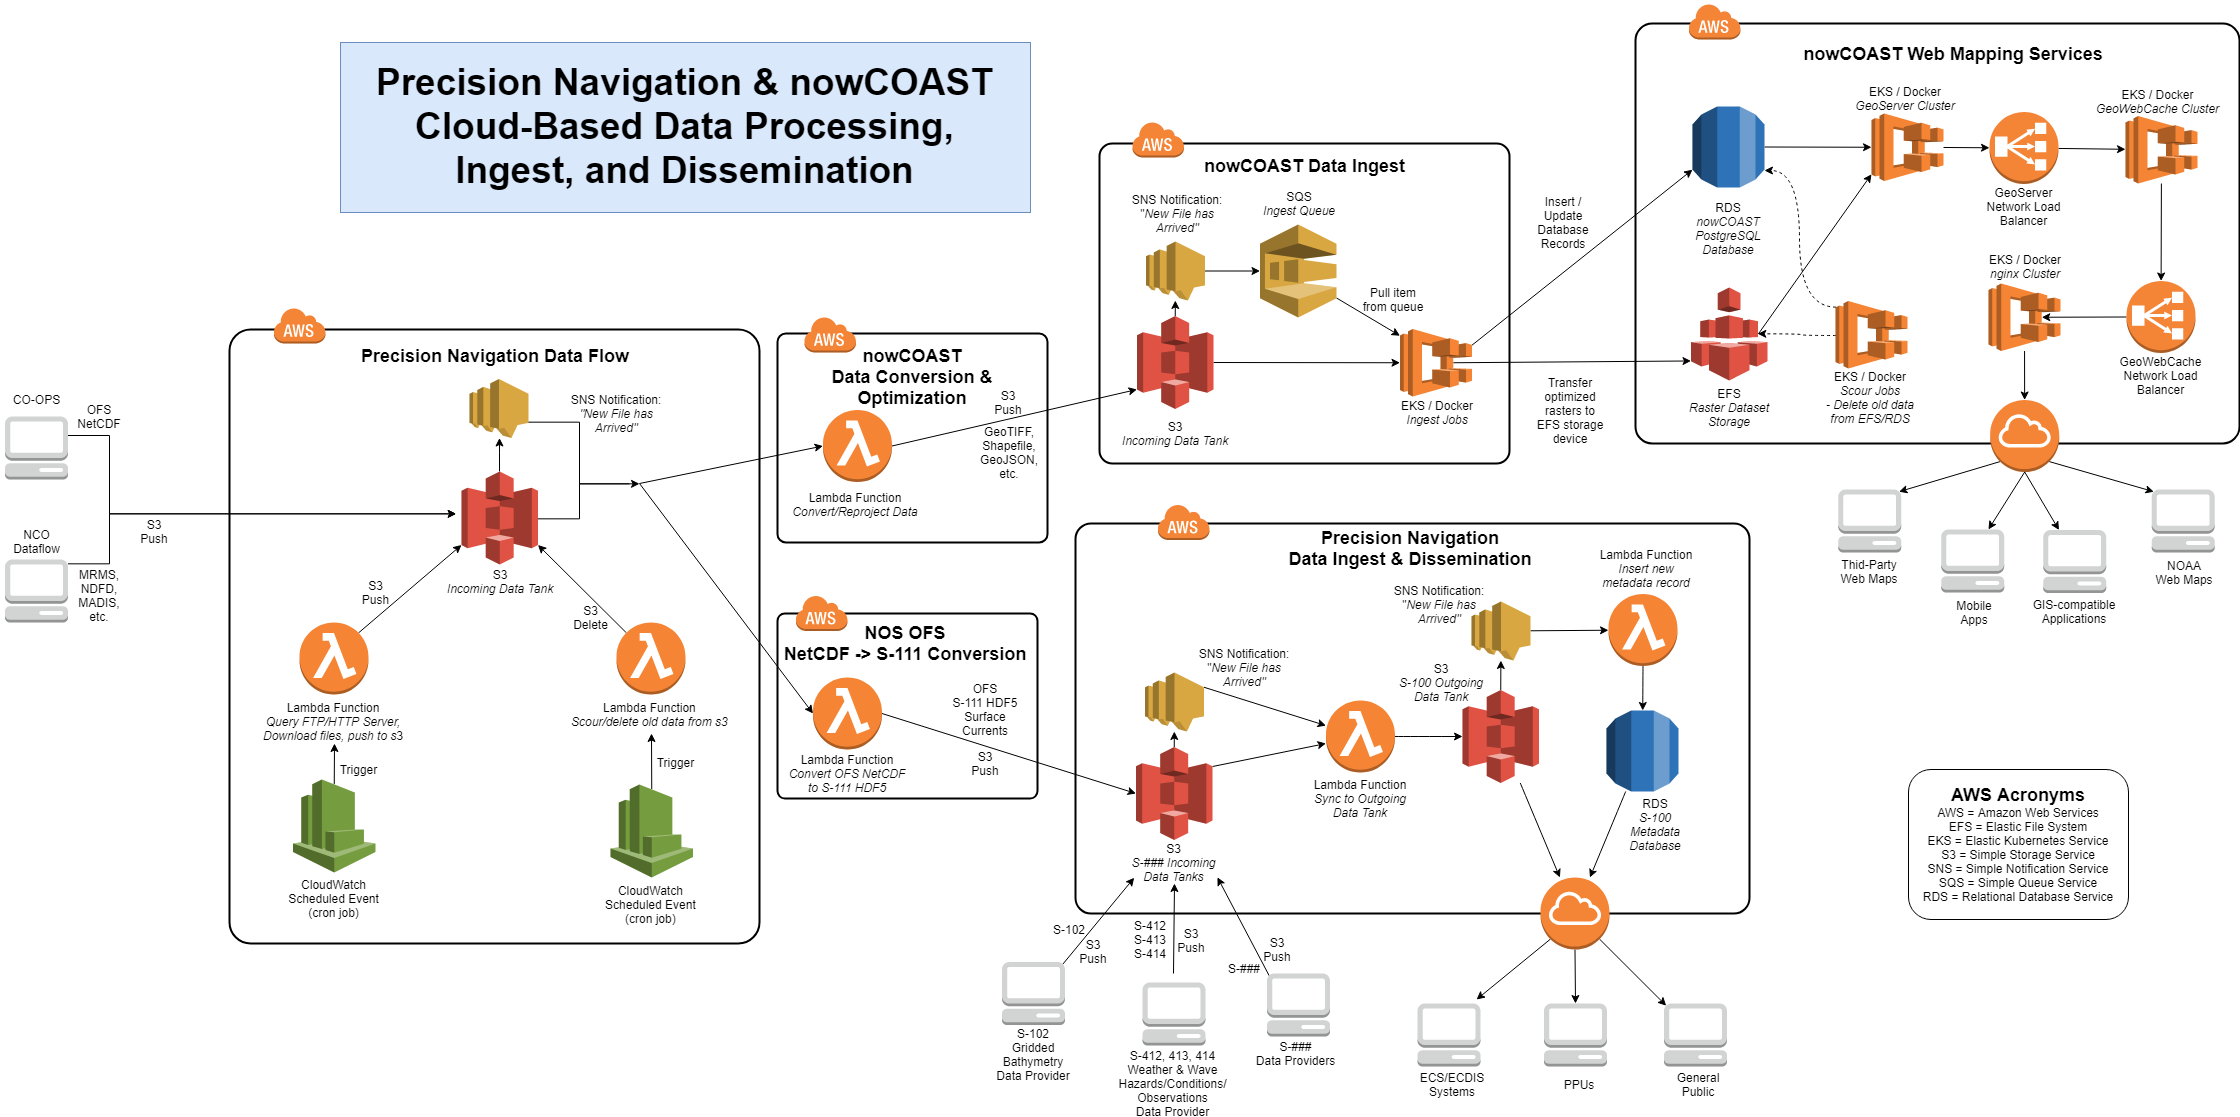 Precision Navigation & nowCOAST
Cloud-Based Data Processing,
Ingest, and Dissemination
CO-OPS
OFS
NetCDF
NCO
Dataflow
MRMS,
NDFD,
MADIS,
etc.
S3
Push
AWS
Precision Navigation Data Flow
SNS Notification:
"New File has
Arrived"
S3
Incoming Data Tank
S3
Push
S3
Delete
Lambda Function
Query FTP/HTTP Server,
Download files, push to s3
Lambda Function
Scour/delete old data from s3
Trigger
Trigger
CloudWatch
Scheduled Event
(cron job)
CloudWatch
Scheduled Event
(cron job)
AWS
nowCOAST
Data Conversion &
Optimization
Lambda Function
Convert/Reproject Data
S3
Push
GeoTIFF,
Shapefile,
GeoJSON,
etc.
AWS
NOS OFS
NetCDF -> S-111 Conversion
Lambda Function
Convert OFS NetCDF
to S-111 HDF5
OFS
S-111 HDF5
Surface
Currents
S3
Push
AWS
nowCOAST Data Ingest
SNS Notification:
"New File has
Arrived"
SQS
Ingest Queue
S3
Incoming Data Tank
Pull item
from queue
EKS / Docker
Ingest Jobs
Insert /
Update
Database
Records
Transfer
optimized
rasters to
EFS storage
device
AWS
nowCOAST Web Mapping Services
RDS
nowCOAST
PostgreSQL
Database
EKS / Docker
GeoServer Cluster
GeoServer
Network Load
Balancer
EKS / Docker
GeoWebCache Cluster
EFS
Raster Dataset
Storage
EKS / Docker
Scour Jobs
- Delete old data
from EFS/RDS
EKS / Docker
nginx Cluster
GeoWebCache
Network Load
Balancer
Thid-Party
Web Maps
Mobile
Apps
GIS-compatible
Applications
NOAA
Web Maps
AWS
Precision Navigation
Data Ingest & Dissemination
SNS Notification:
"New File has
Arrived"
S3
S-### Incoming
Data Tanks
Lambda Function
Sync to Outgoing
Data Tank
SNS Notification:
"New File has
Arrived"
S3
S-100 Outgoing
Data Tank
Lambda Function
Insert new
metadata record
RDS
S-100
Metadata
Database
S-102
S3
Push
S-412
S-413
S-414
S3
Push
S-###
S3
Push
S-102
Gridded
Bathymetry
Data Provider
S-412, 413, 414
Weather & Wave
Hazards/Conditions/
Observations
Data Provider
S-###
Data Providers
ECS/ECDIS
Systems
PPUs
General
Public
AWS Acronyms
AWS = Amazon Web Services
EFS = Elastic File System
EKS = Elastic Kubernetes Service
S3 = Simple Storage Service
SNS = Simple Notification Service
SQS = Simple Queue Service
RDS = Relational Database Service